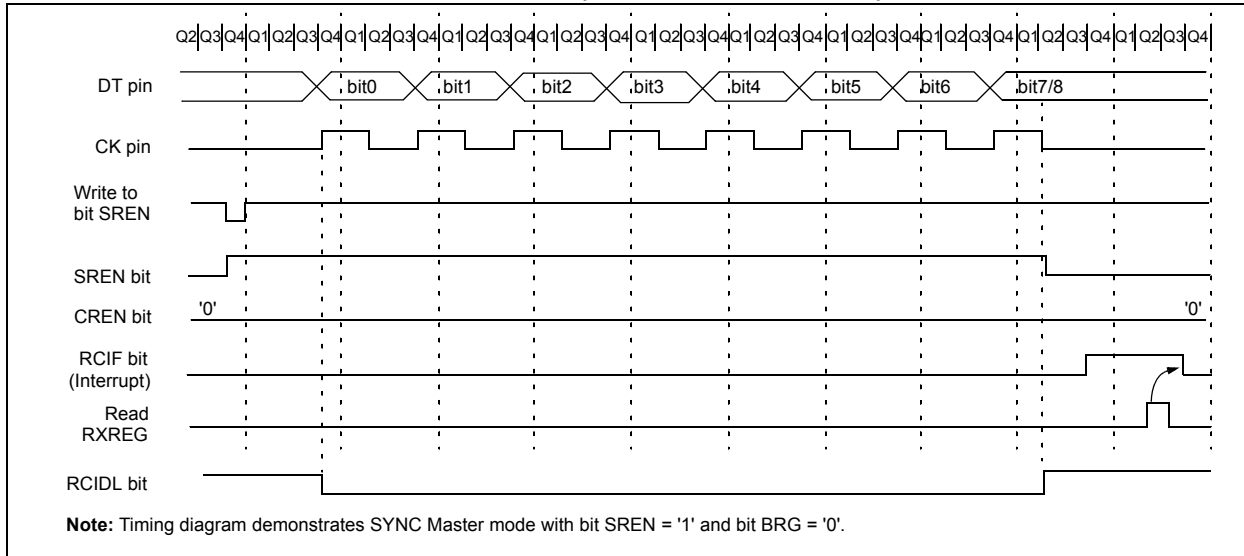 Q2 Q3 Q4 Q1 Q2 Q3 Q4 Q1 Q2 Q3 Q4 Q1 Q2 Q3 Q4 Q1 Q2 Q3 Q4 Q1 Q2 Q3 Q4 Q1 Q2 Q3 Q4 Q1 Q2 Q3 Q4 Q1 Q2 Q3 Q4 Q1 Q2 Q3 Q4 Q1 Q2 Q3 Q4
DT pin bit0 bit1 bit2 bit3 bit4 bit5 bit6 bit7/8
CK pin
Write to
bit SREN
SREN bit
CREN bit '0' '0'
RCIF bit
(Interrupt)
Read
RXREG
RCIDL bit
Note: Timing diagram demonstrates SYNC Master mode with bit SREN = '1' and bit BRG = '0'.